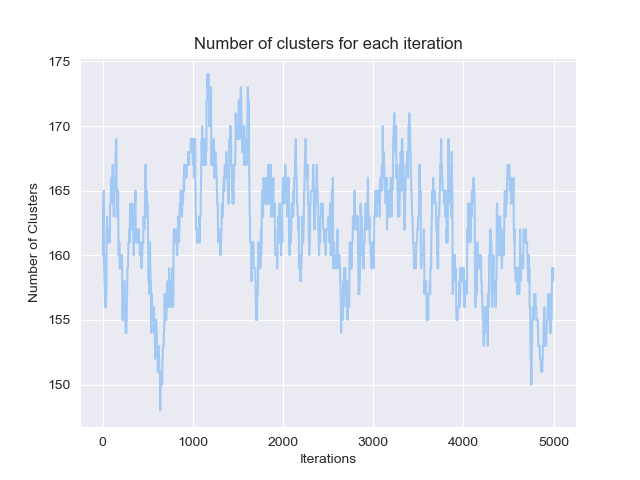 Number of clusters for each iteration
175
170
165
160
155
150
Number of Clusters
0 1000 2000 3000 4000 5000
Iterations